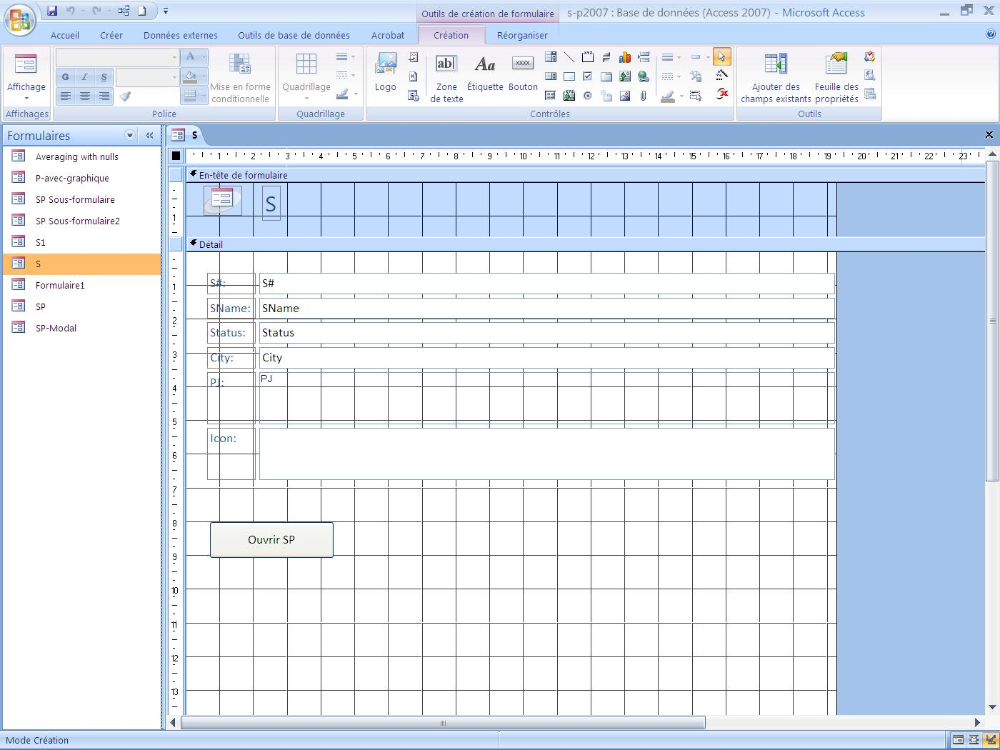 Outils de création de formulaire
s-p2007 : Base de données (Access 2007) - Microsoft Access
Accueil Créer Données externes Outils de base de données Acrobat Création Réorganiser
Affichage
Affichages
A
G I S
Mise en forme conditionnelle
Police
Quadrillage
Quadrillage
Logo
ab|
Zone de texte
Aa
Étiquette
xxxx
Bouton
XYZ
Contrôles
Ajouter des champs existants
Feuille des propriétés
Outils
Formulaires «
Averaging with nulls
P-avec-graphique
SP Sous-formulaire
SP Sous-formulaire2
S1
S
Formulaire1
SP
SP-Modal
S
1 2 3 4 5 6 7 8 9 10 11 12 13 14 15 16 17 18 19 20 21 22 23
En-tête de formulaire
S
1
Détail
S#: S#
SName: SName
Status: Status
City: City
PJ: PJ
Icon:
Ouvrir SP
1
2
3
4
5
6
7
8
9
10
11
12
13
Mode Création